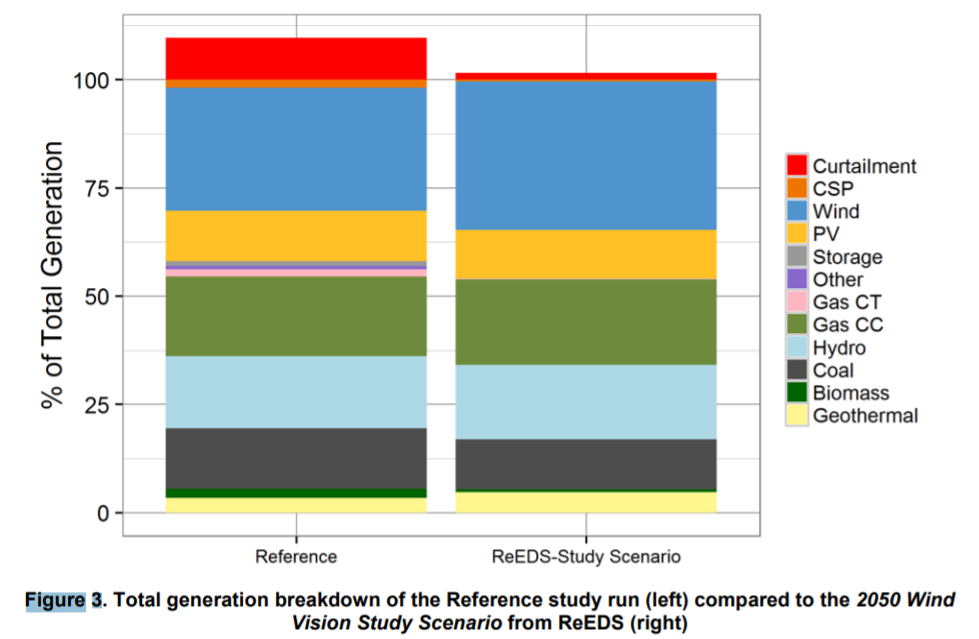 % of Total Generation
100
75
50
25
0
Reference
ReEDS-Study Scenario
Curtailment
CSP
Wind
PV
Storage
Other
Gas CT
Gas CC
Hydro
Coal
Biomass
Geothermal
Figure 3. Total generation breakdown of the Reference study run (left) compared to the 2050 Wind
Vision Study Scenario from ReEDS (right)